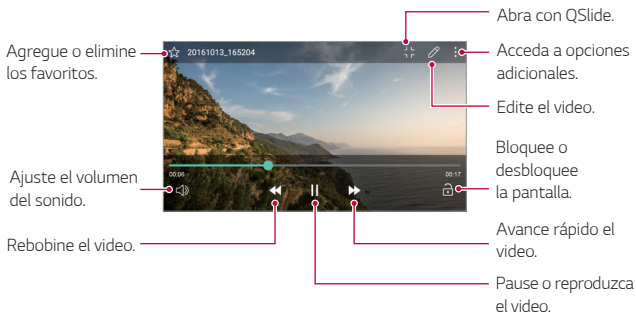 Abra con QSlide.
Agregue o elimine
los favoritos.
20161013_165204
Acceda a opciones
adicionales.
Edite el video.
00:06
00:17
Bloquee o
desbloquee
la pantalla.
Ajuste el volumen
del sonido.
Rebobine el video.
Avance rápido el
video.
Pause o reproduzca
el video.